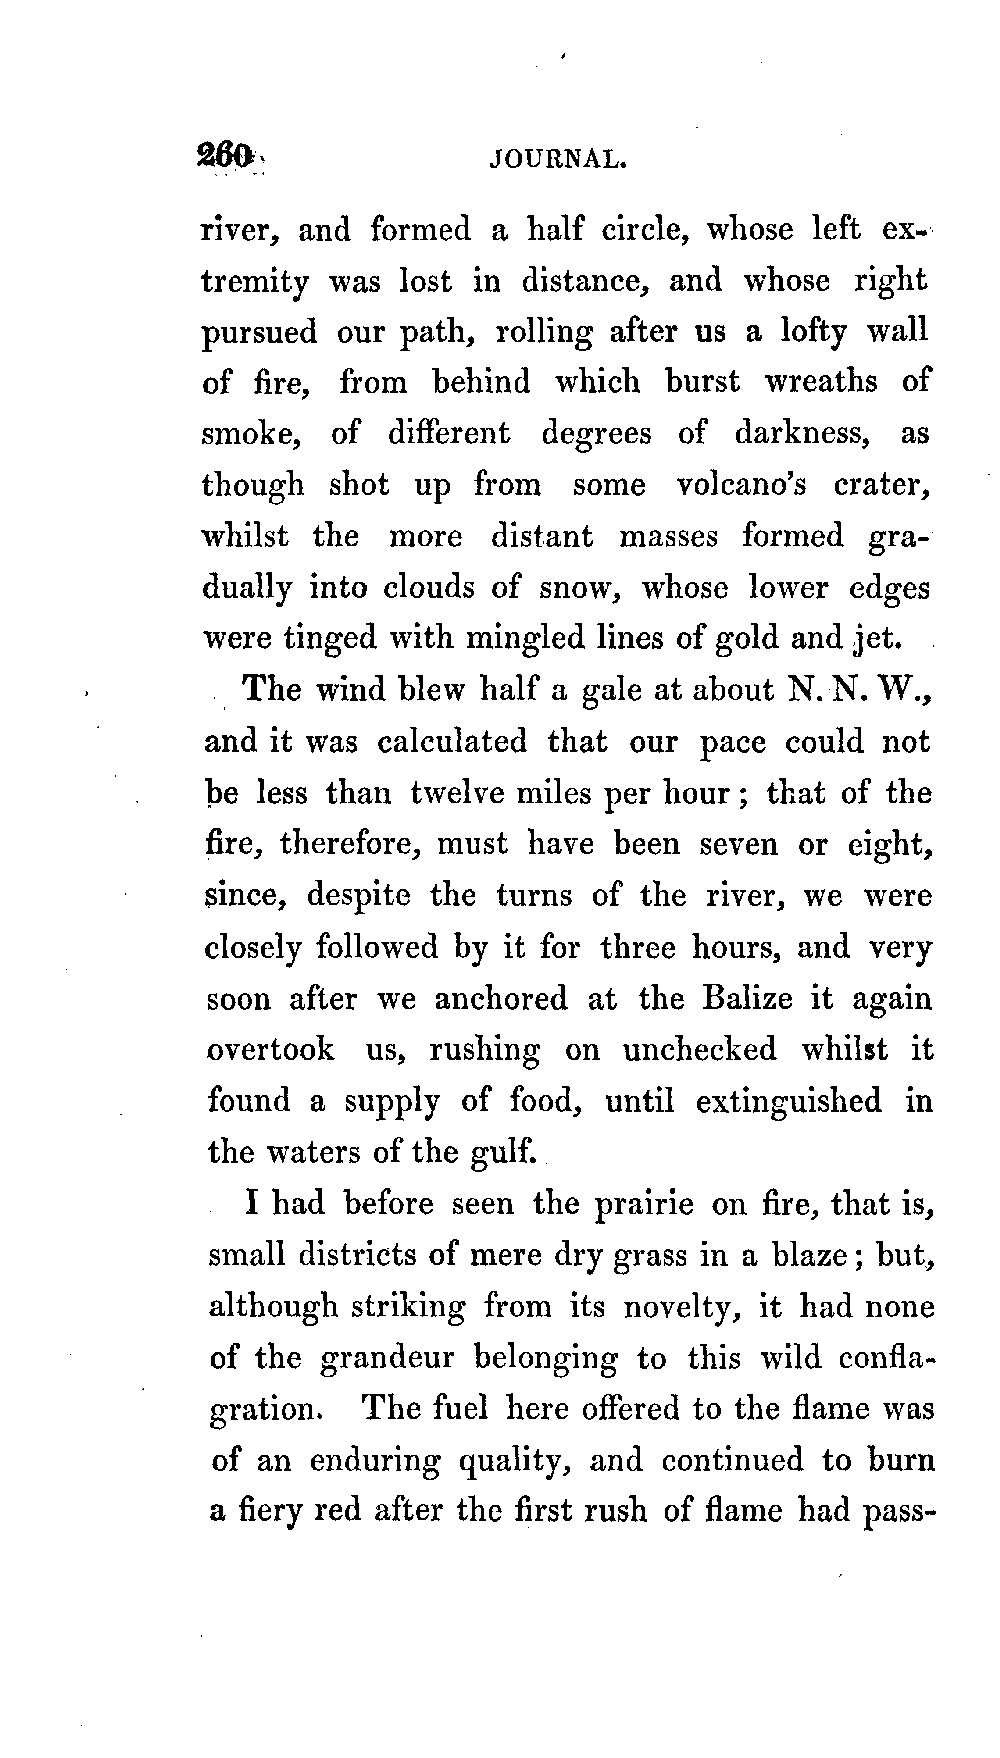 260 JOURNAL.
river, and formed a half circle, whose left ex-
tremity was lost in distance, and whose right
pursued our path, rolling after us a lofty wall
of fire, from behind which burst wreaths of
smoke, of different degrees of darkness, as
though shot up from some volcano's crater,
whilst the more distant masses formed gra-
dually into clouds of snow, whose lower edges
were tinged with mingled lines of gold and jet.
The wind blew half a gale at about N. N. W.,
and it was calculated that our pace could not
be less than twelve miles per hour; that of the
fire, therefore, must have been seven or eight,
since, despite the turns of the river, we were
closely followed by it for three hours, and very
soon after we anchored at the Balize it again
overtook us, rushing on unchecked whilst it
found a supply of food, until extinguished in
the waters of the gulf.
I had before seen the prairie on fire, that is,
small districts of mere dry grass in a blaze; but,
although striking from its novelty, it had none
of the grandeur belonging to this wild confla-
gration. The fuel here offered to the flame was
of an enduring quality, and continued to burn
a fiery red after the first rush of flame had pass-